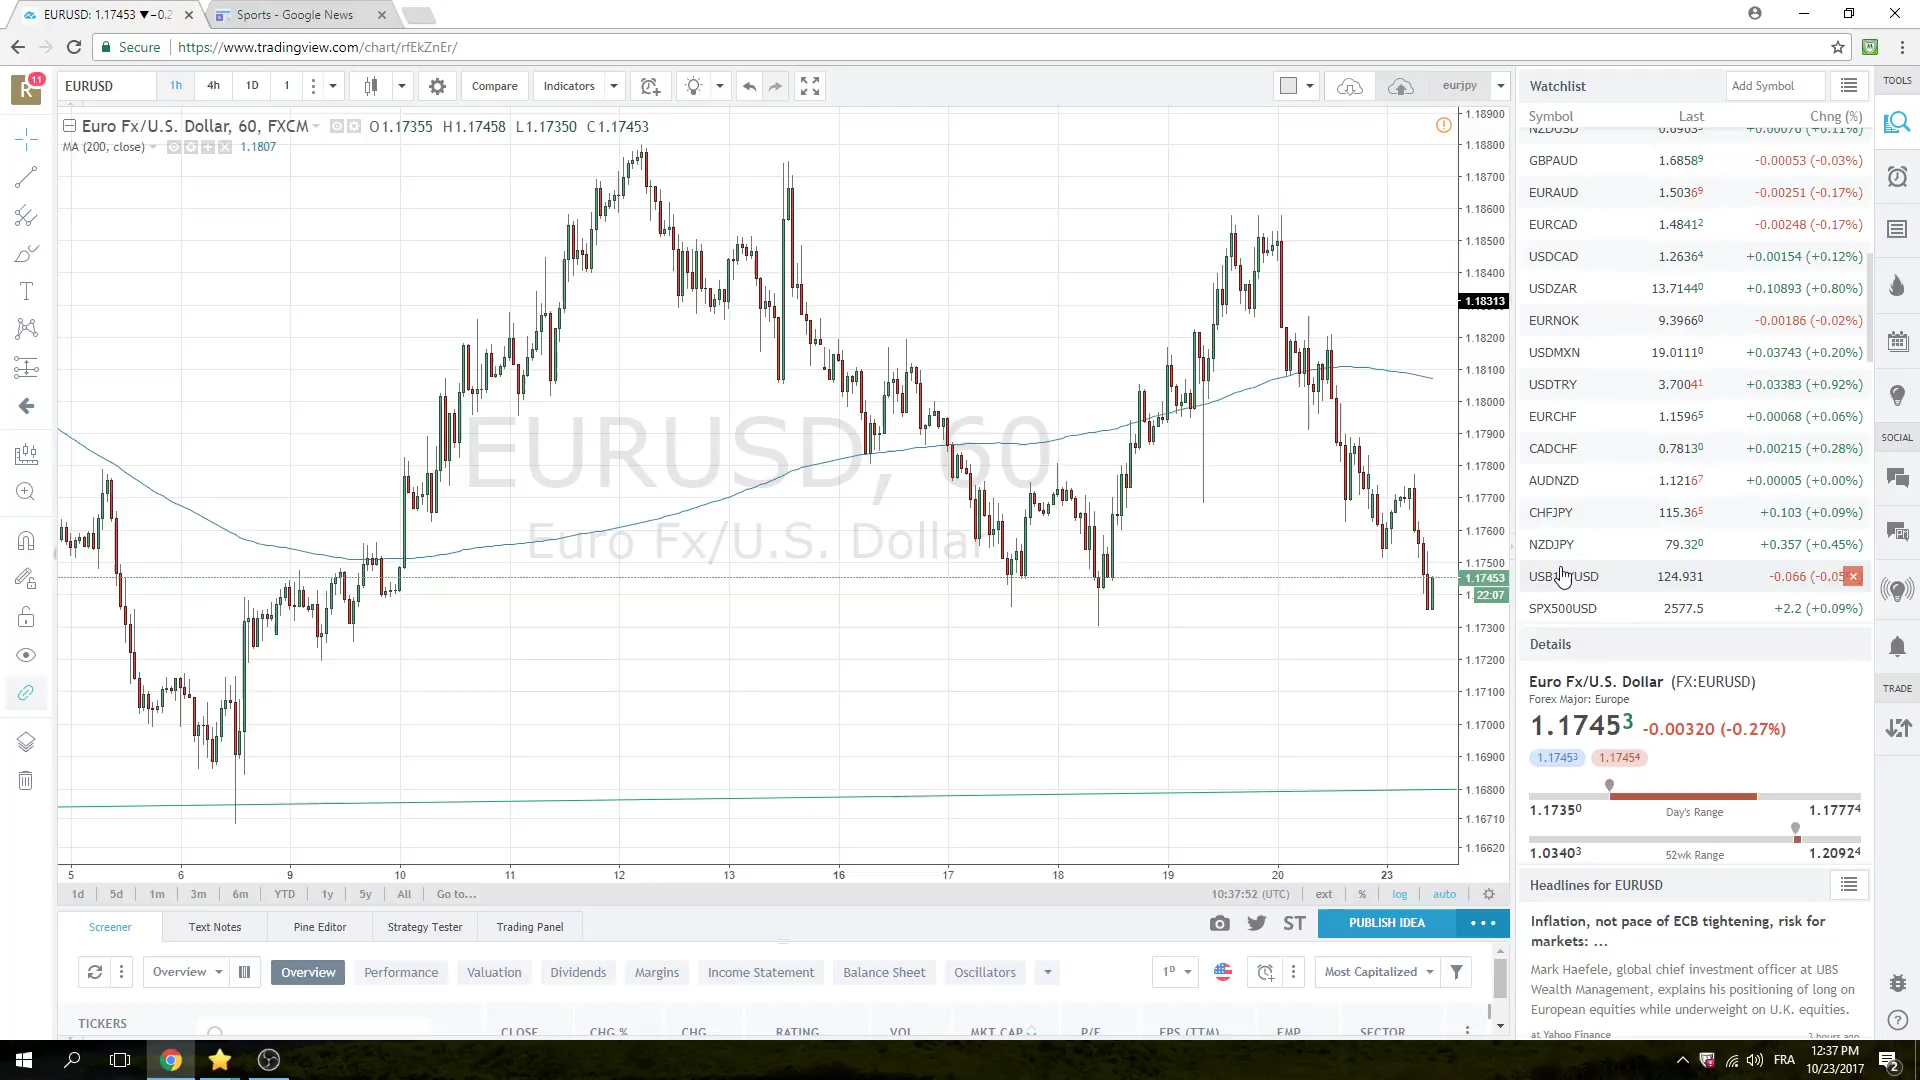 EURUSD: 1.17453 ▼−0.2
Sports - Google News
Secure https://www.tradingview.com/chart/rfEkZnEr/
R 11
EURUSD 1h 4h 1D 1 Compare Indicators eurjpy
Euro Fx/U.S. Dollar, 60, FXCM O1.17355 H1.17458 L1.17350 C1.17453
MA (200, close) 1.1807
EURUSD, 60
Euro Fx/U.S. Dollar
1.18900
1.18800
1.18700
1.18600
1.18500
1.18400
1.18313
1.18200
1.18100
1.18000
1.17900
1.17800
1.17700
1.17600
1.17500
1.17453
22:07
1.17300
1.17200
1.17100
1.17000
1.16900
1.16800
1.16710
1.16620
5 6 9 10 11 12 13 16 17 18 19 20 23
1d 5d 1m 3m 6m YTD 1y 5y All Go to... 10:37:52 (UTC) ext % log auto
Screener Text Notes Pine Editor Strategy Tester Trading Panel ST PUBLISH IDEA
Overview Overview Performance Valuation Dividends Margins Income Statement Balance Sheet Oscillators 1D Most Capitalized
TICKERS CLOSE CHG % CHG RATING VOL MKT CAP P/E EPS (TTM) EMP SECTOR
Watchlist Add Symbol
Symbol Last Chng (%)
NZDUSD 0.69635 +0.00076 (+0.11%)
GBPAUD 1.68589 -0.00053 (-0.03%)
EURAUD 1.50369 -0.00251 (-0.17%)
EURCAD 1.48412 -0.00248 (-0.17%)
USDCAD 1.26364 +0.00154 (+0.12%)
USDZAR 13.71440 +0.10893 (+0.80%)
EURNOK 9.39660 -0.00186 (-0.02%)
USDMXN 19.01110 +0.03743 (+0.20%)
USDTRY 3.70041 +0.03383 (+0.92%)
EURCHF 1.15965 +0.00068 (+0.06%)
CADCHF 0.78130 +0.00215 (+0.28%)
AUDNZD 1.12167 +0.00005 (+0.00%)
CHFJPY 115.365 +0.103 (+0.09%)
NZDJPY 79.320 +0.357 (+0.45%)
124.931 -0.066 (-0.05
SPX500USD 2577.5 +2.2 (+0.09%)
Details
Euro Fx/U.S. Dollar (FX:EURUSD)
Forex Major: Europe
1.17453 -0.00320 (-0.27%)
1.17453 1.17454
1.17350 Day's Range 1.17774
1.03403 52wk Range 1.20924
Headlines for EURUSD
Inflation, not pace of ECB tightening, risk for
markets: ...
Mark Haefele, global chief investment officer at UBS
Wealth Management, explains his positioning of long on
European equities while underweight on U.K. equities.
at Yahoo Finance 3 hours ago
TOOLS
SOCIAL
TRADE
FRA 12:37 PM
10/23/2017
2